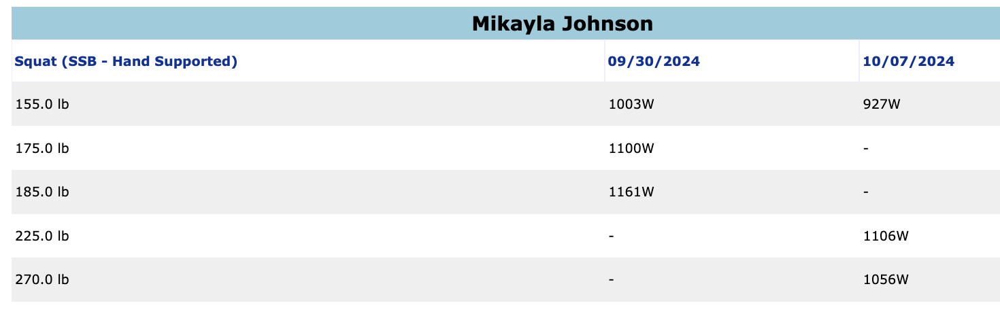 Mikayla Johnson
Squat (SSB - Hand Supported) 09/30/2024 10/07/2024
155.0 lb 1003W 927W
175.0 lb 1100W -
185.0 lb 1161W -
225.0 lb - 1106W
270.0 lb - 1056W